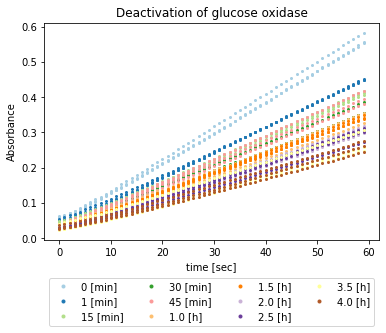 Deactivation of glucose oxidase
Absorbance
0.6
0.5
0.4
0.3
0.2
0.1
0.0
0 10 20 30 40 50 60
time [sec]
0 [min] 30 [min] 1.5 [h] 3.5 [h]
1 [min] 45 [min] 2.0 [h] 4.0 [h]
15 [min] 1.0 [h] 2.5 [h]